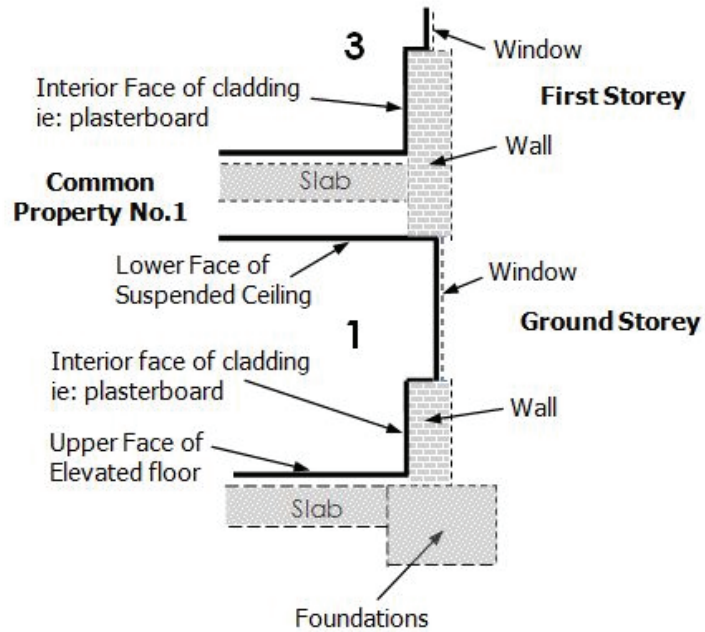 3
Window
Interior Face of cladding
ie: plasterboard
First Storey
Wall
Slab
Common
Property No.1
Lower Face of
Suspended Ceiling
Window
Ground Storey
1
Interior face of cladding
ie: plasterboard
Wall
Upper Face of
Elevated floor
Slab
Foundations